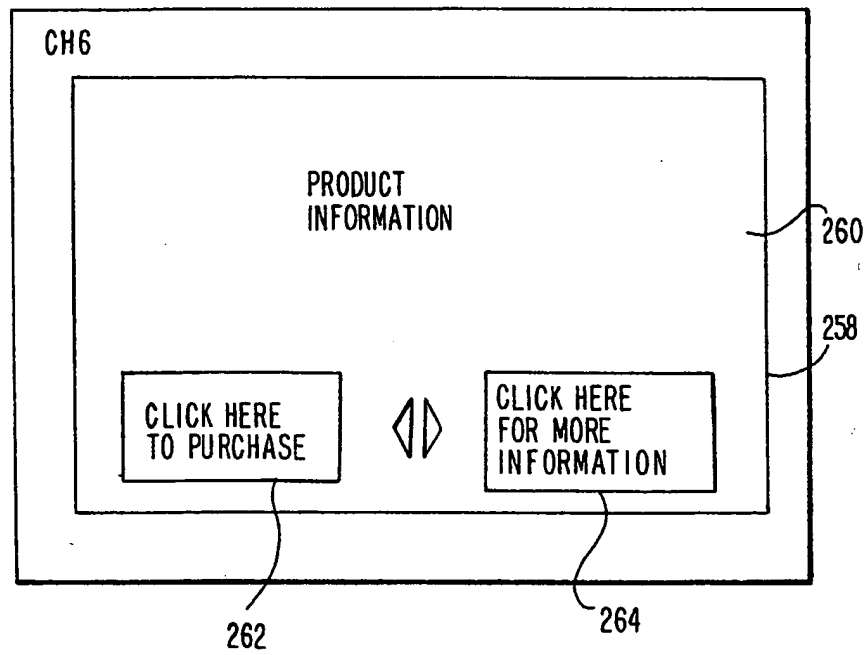 CH6
PRODUCT
INFORMATION
260
258
CLICK HERE
TO PURCHASE
CLICK HERE
FOR MORE
INFORMATION
262
264